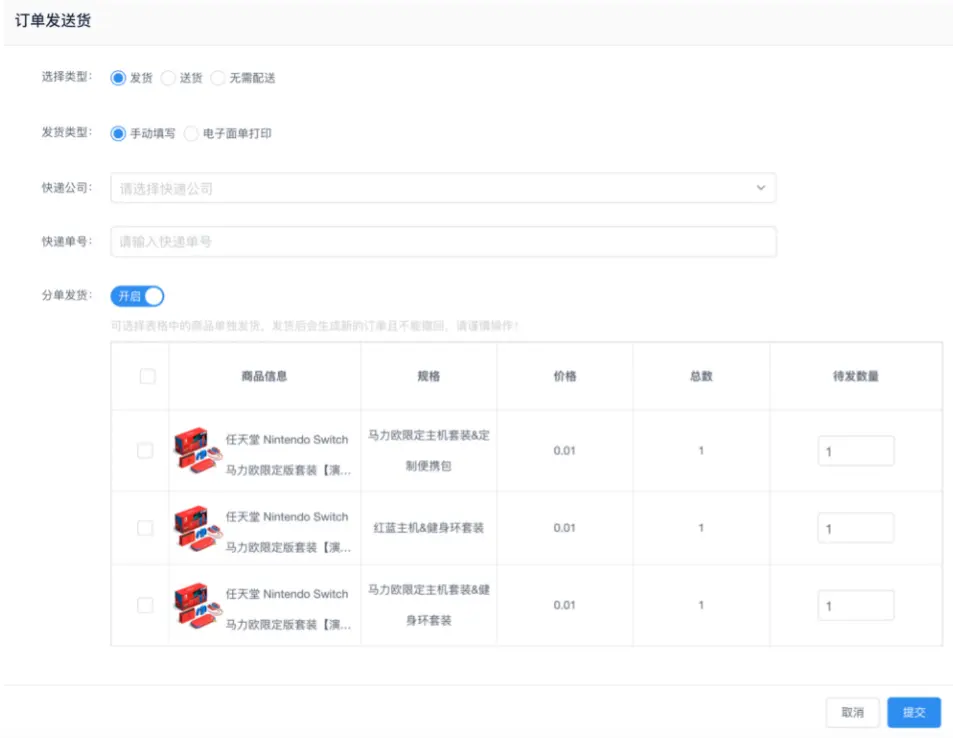 订单发送货
选择类型： 发货 送货 无需配送
发货类型： 手动填写 电子面单打印
快递公司： 请选择快递公司
快递单号： 请输入快递单号
分单发货： 开启
可选择表格中的商品单独发货，发货后会生成新的订单且不能撤回，请谨慎操作！
商品信息 规格 价格 总数 待发数量
任天堂 Nintendo Switch
马力欧限定版套装【演...
马力欧限定主机套装&定
制便携包
0.01 1 1
任天堂 Nintendo Switch
马力欧限定版套装【演...
红蓝主机&健身环套装
0.01 1 1
任天堂 Nintendo Switch
马力欧限定版套装【演...
马力欧限定主机套装&健
身环套装
0.01 1 1
取消 提交